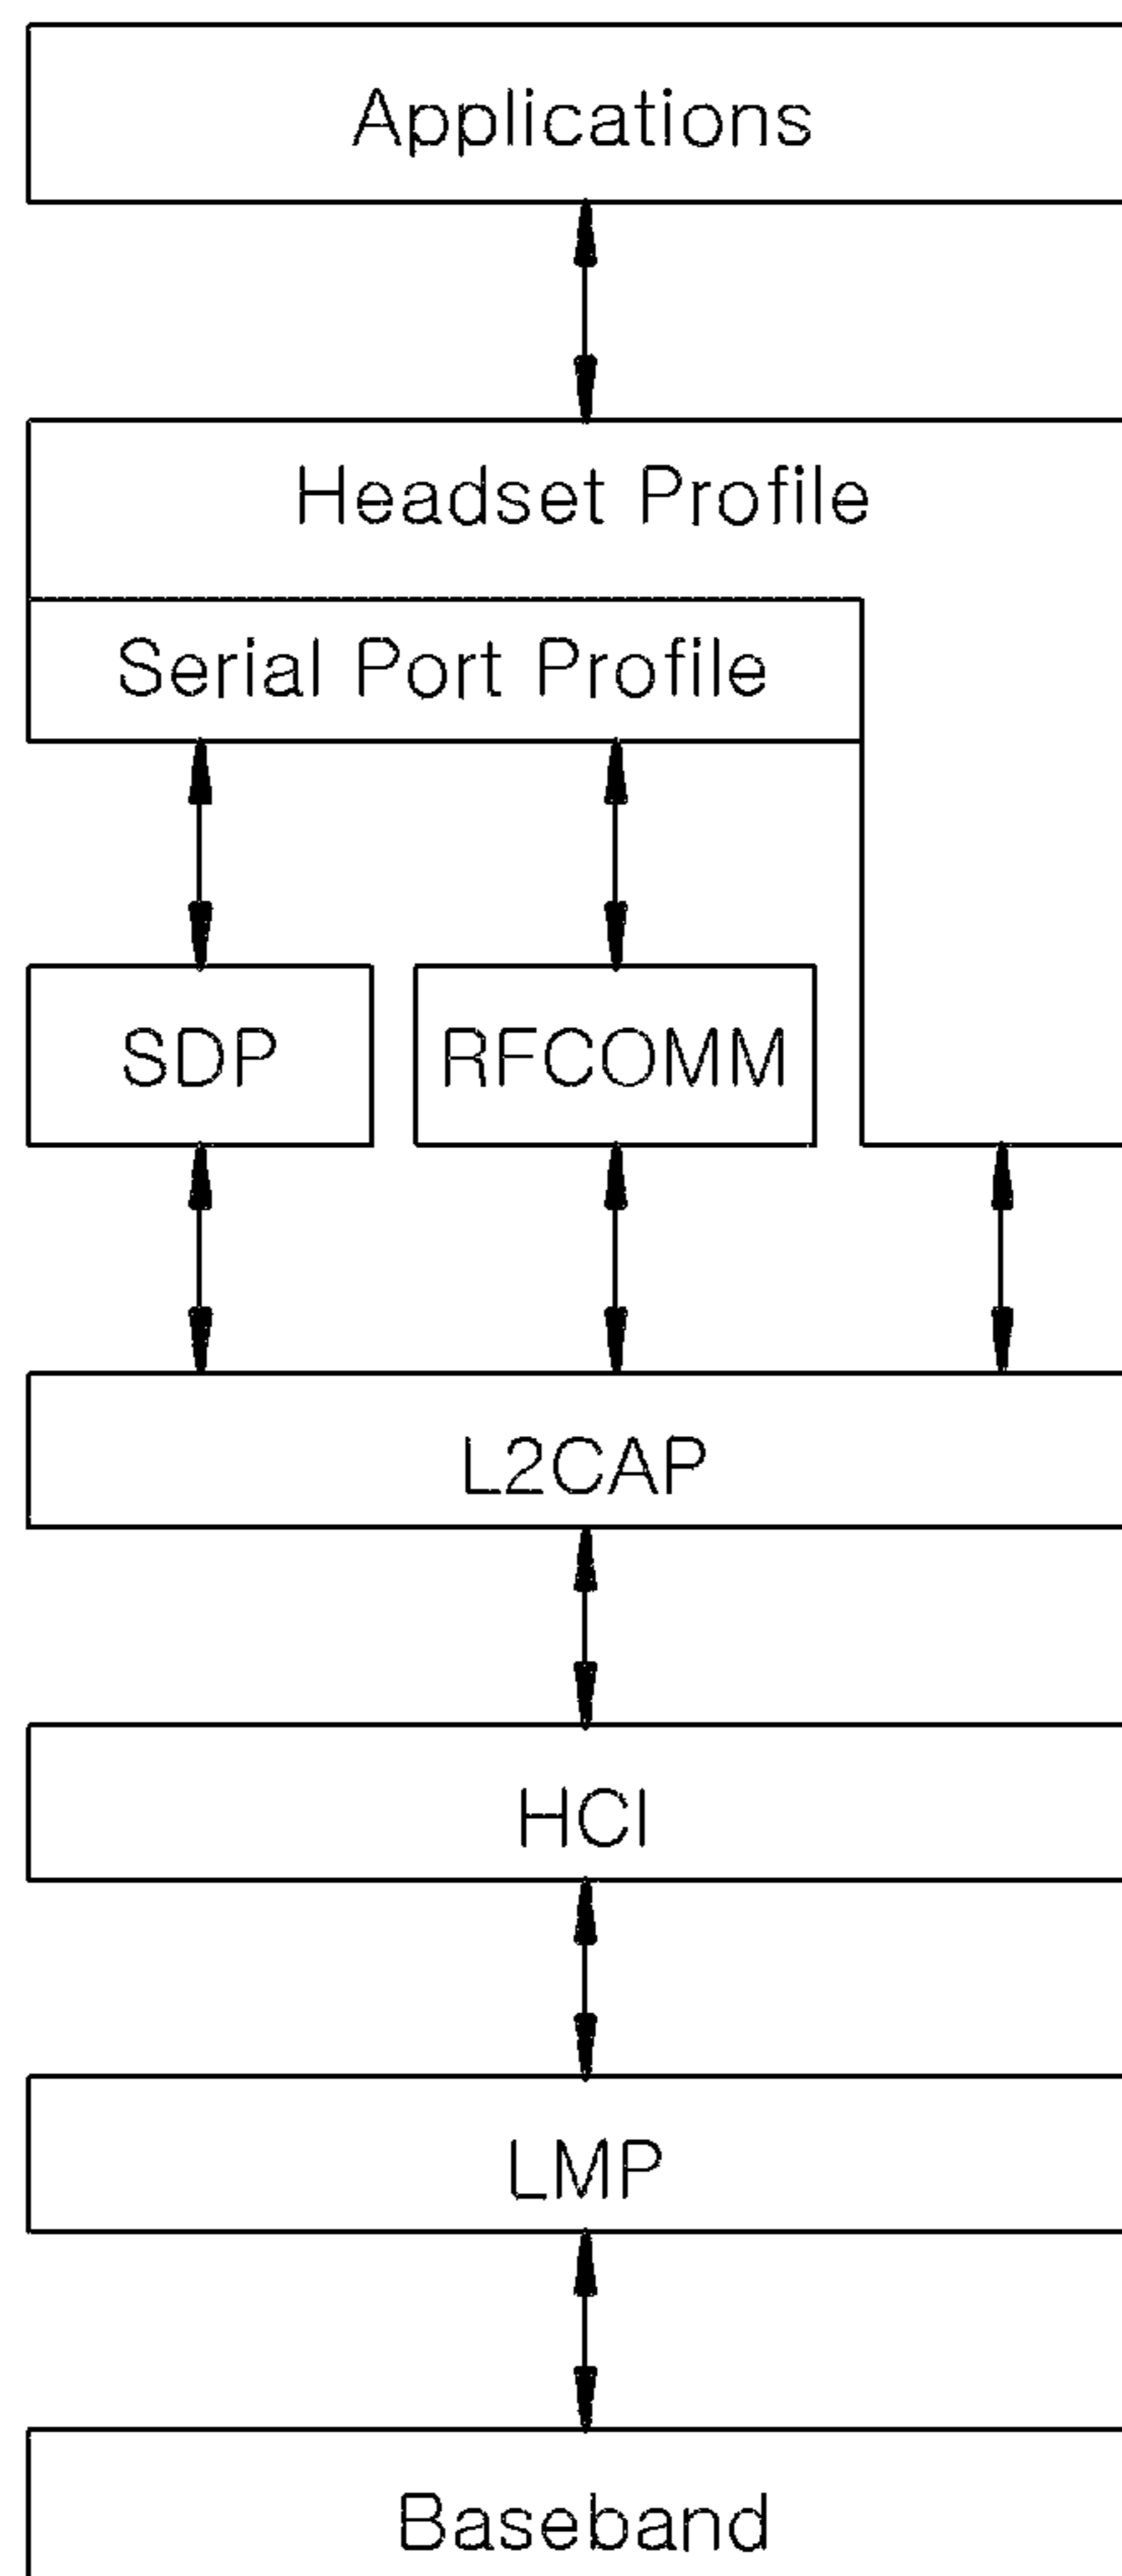 Applications
Headset Profile
Serial Port Profile
SDP
RFCOMM
L2CAP
HCI
LMP
Baseband